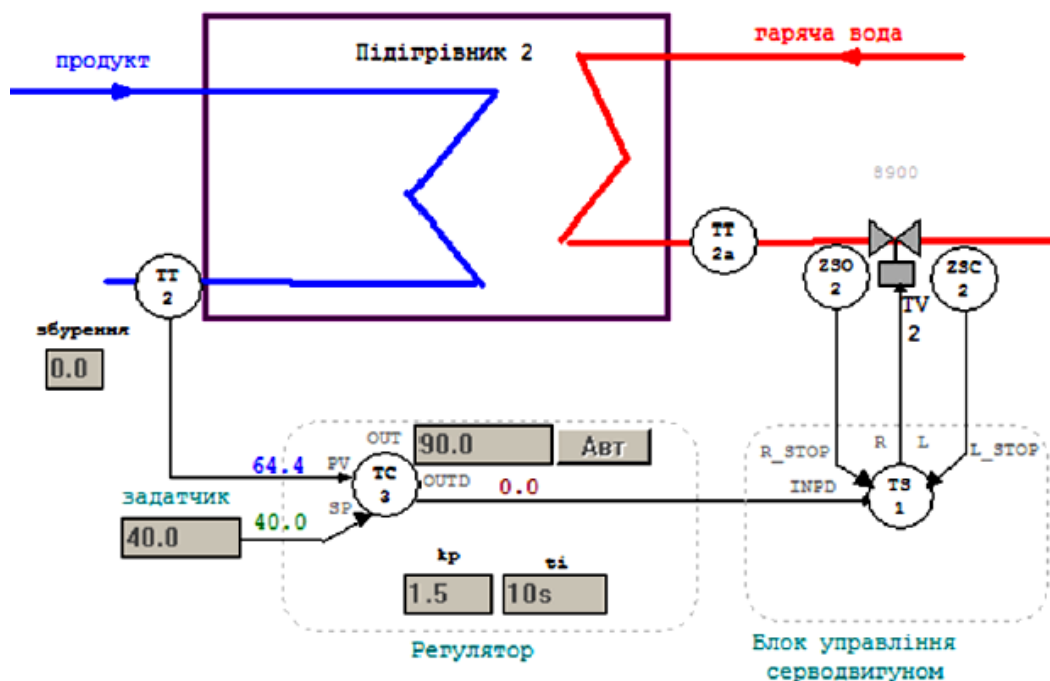 гаряча вода
Підігрівник 2
продукт
8900
TT
2a
TT
2
ZSO
2
ZSC
2
TV
2
збурення
0.0
OUT
90.0
Авт
R_STOP
R
L
L_STOP
64.4
PV
TC
3
OUTD
0.0
INPD
TS
1
задатчик
SP
40.0
40.0
kp
ti
1.5
10s
Регулятор
Блок управління
серводвигуном